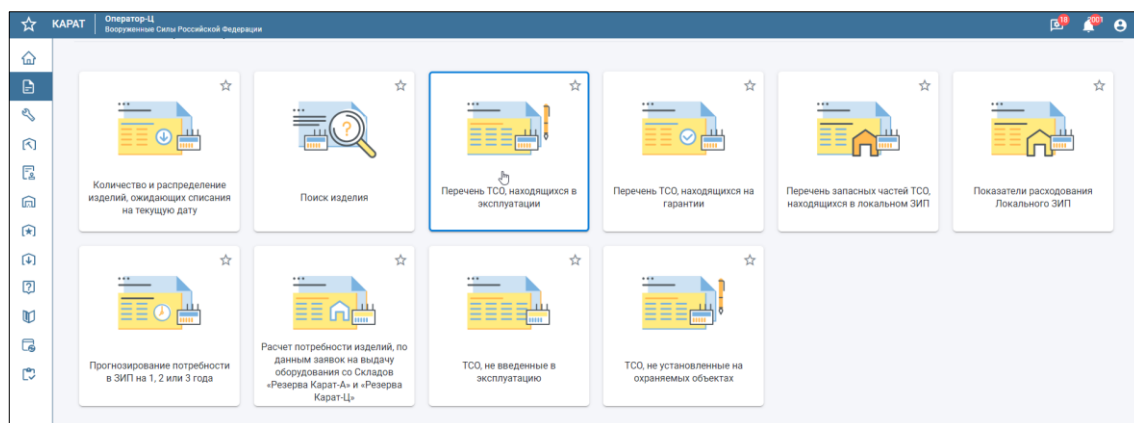 КАРАТ
Оператор-Ц
Вооруженные Силы Российской Федерации
18
2001
Количество и распределение
изделий, ожидающих списания
на текущую дату
Поиск изделия
Перечень ТСО, находящихся в
эксплуатации
Перечень ТСО, находящихся на
гарантии
Перечень запасных частей ТСО,
находящихся в локальном ЗИП
Показатели расходования
Локального ЗИП
Прогнозирование потребности
в ЗИП на 1, 2 или 3 года
Расчет потребности изделий, по
данным заявок на выдачу
оборудования со Складов
«Резерва Карат-А» и «Резерва
Карат-Ц»
ТСО, не введенные в
эксплуатацию
ТСО, не установленные на
охраняемых объектах